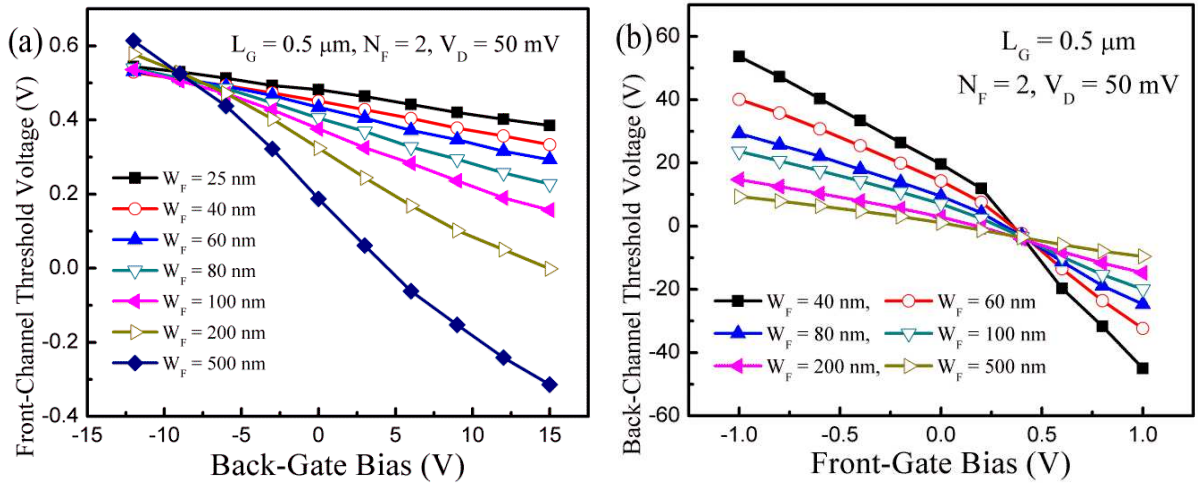 (a)
L_G = 0.5 μm, N_F = 2, V_D = 50 mV
Front-Channel Threshold Voltage (V)
0.6
0.4
0.2
0.0
-0.2
-0.4
W_F = 25 nm
W_F = 40 nm
W_F = 60 nm
W_F = 80 nm
W_F = 100 nm
W_F = 200 nm
W_F = 500 nm
-15 -10 -5 0 5 10 15
Back-Gate Bias (V)
(b)
L_G = 0.5 μm
N_F = 2, V_D = 50 mV
Back-Channel Threshold Voltage (V)
60
40
20
0
-20
-40
-60
W_F = 40 nm, W_F = 60 nm
W_F = 80 nm, W_F = 100 nm
W_F = 200 nm, W_F = 500 nm
-1.0 -0.5 0.0 0.5 1.0
Front-Gate Bias (V)